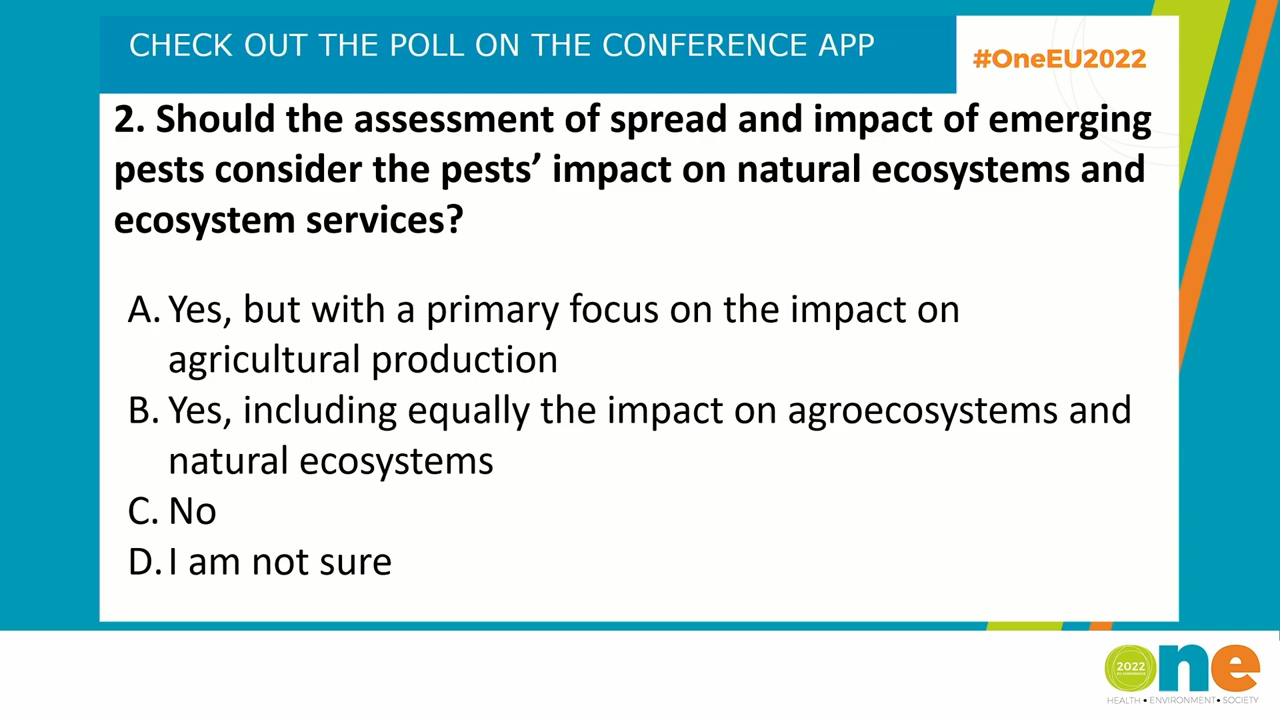 CHECK OUT THE POLL ON THE CONFERENCE APP
#OneEU2022
2. Should the assessment of spread and impact of emerging
pests consider the pests’ impact on natural ecosystems and
ecosystem services?
A. Yes, but with a primary focus on the impact on
agricultural production
B. Yes, including equally the impact on agroecosystems and
natural ecosystems
C. No
D. I am not sure
2022
EU CONFERENCE
one
HEALTH • ENVIRONMENT • SOCIETY